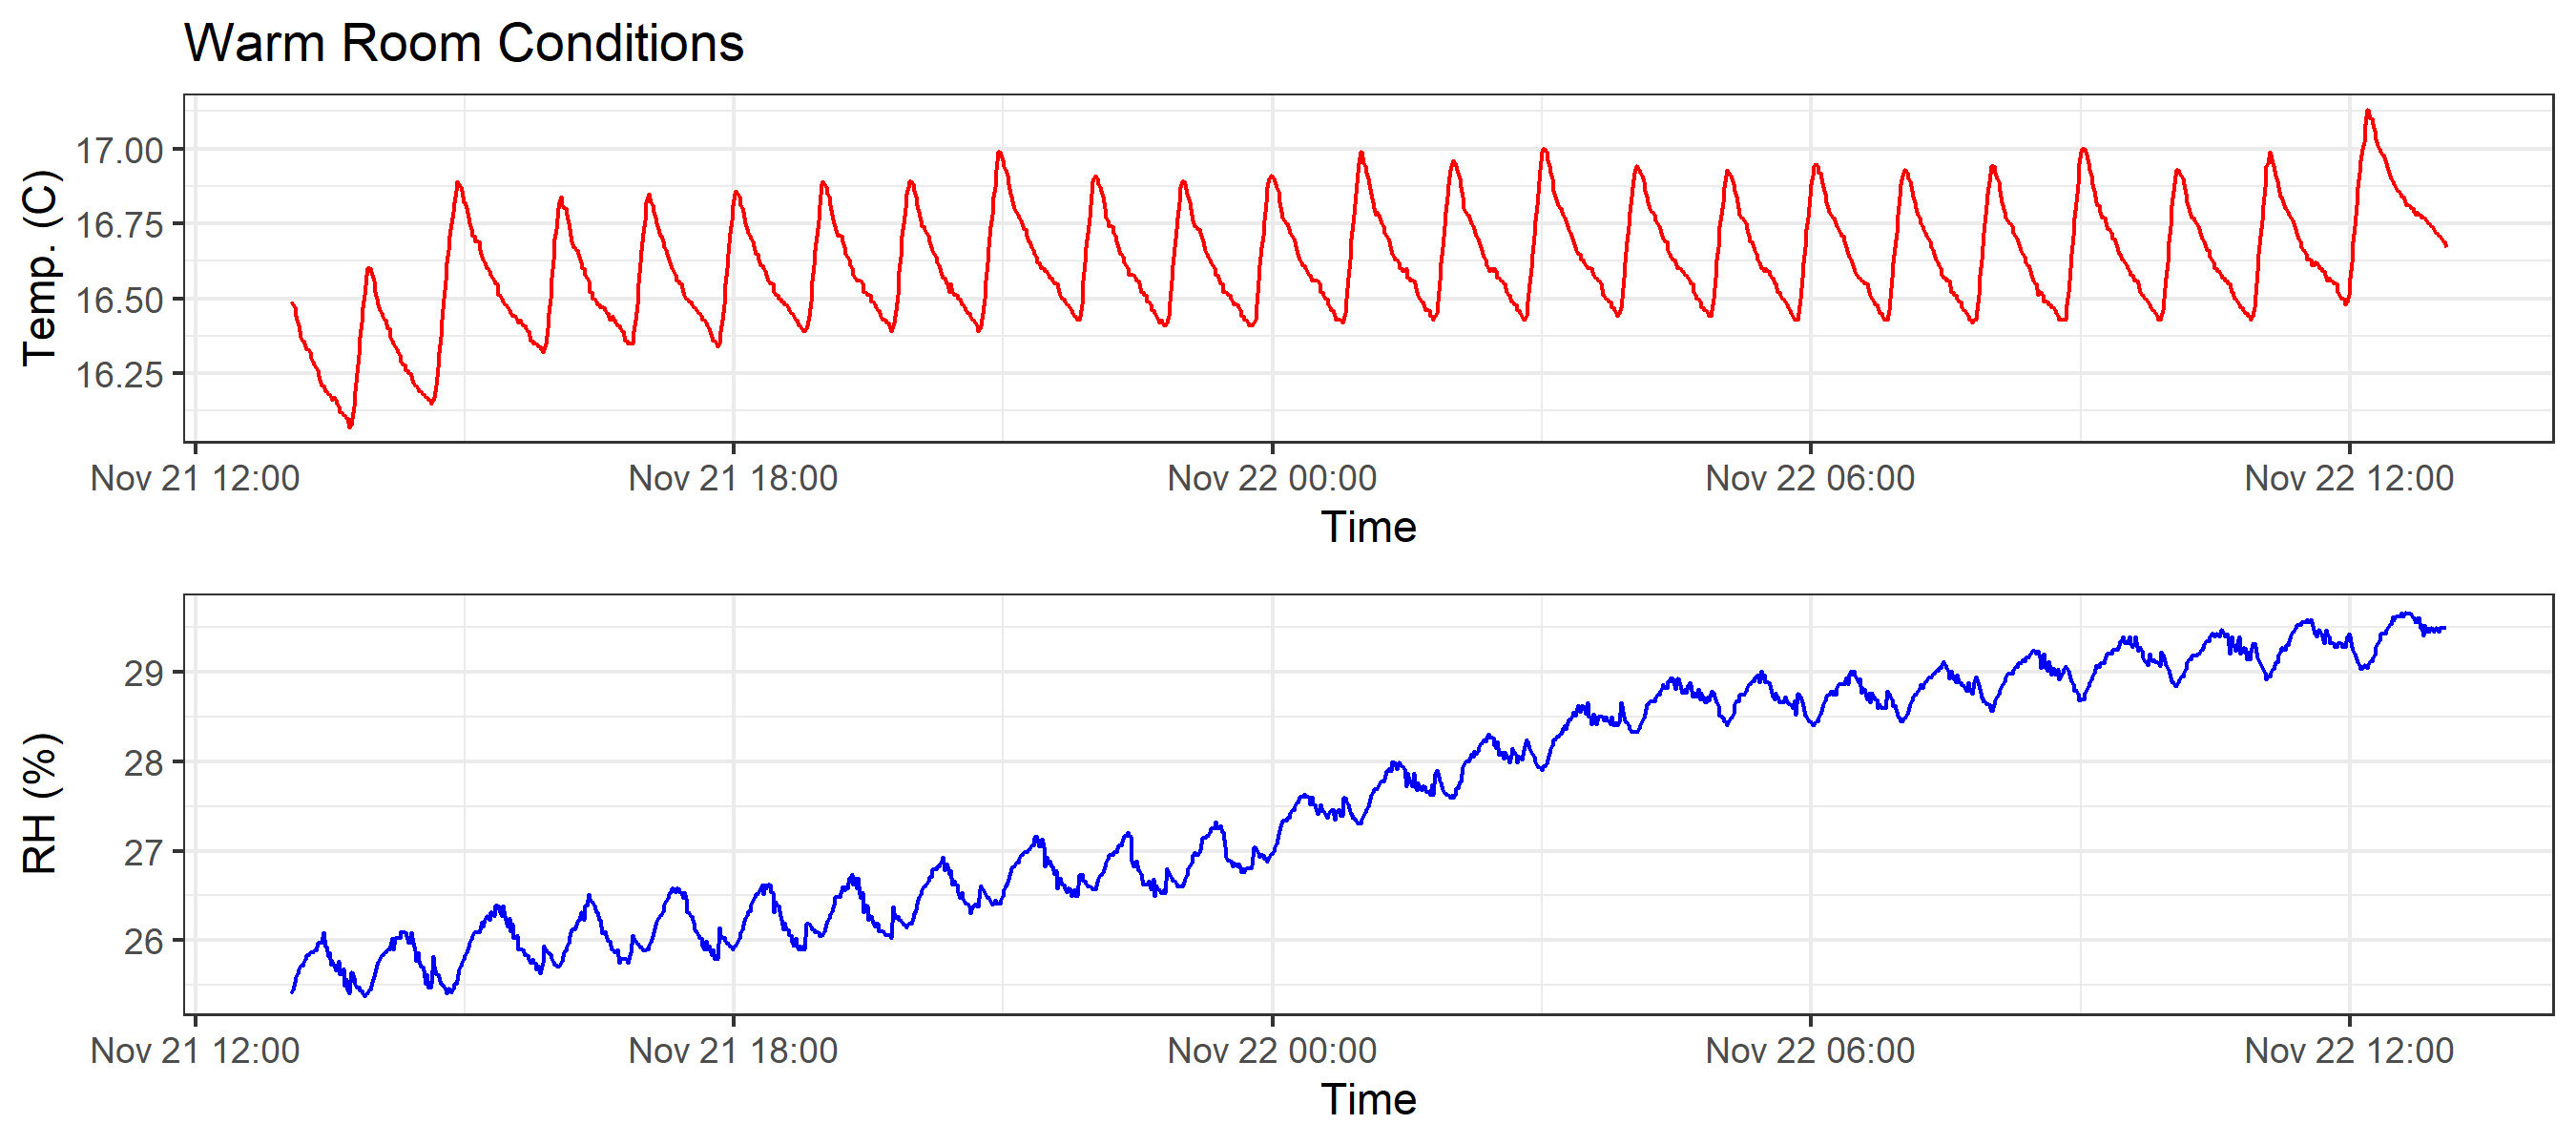 Warm Room Conditions
Temp. (C)
17.00
16.75
16.50
16.25
Nov 21 12:00 Nov 21 18:00 Nov 22 00:00 Nov 22 06:00 Nov 22 12:00
Time
RH (%)
29
28
27
26
Nov 21 12:00 Nov 21 18:00 Nov 22 00:00 Nov 22 06:00 Nov 22 12:00
Time